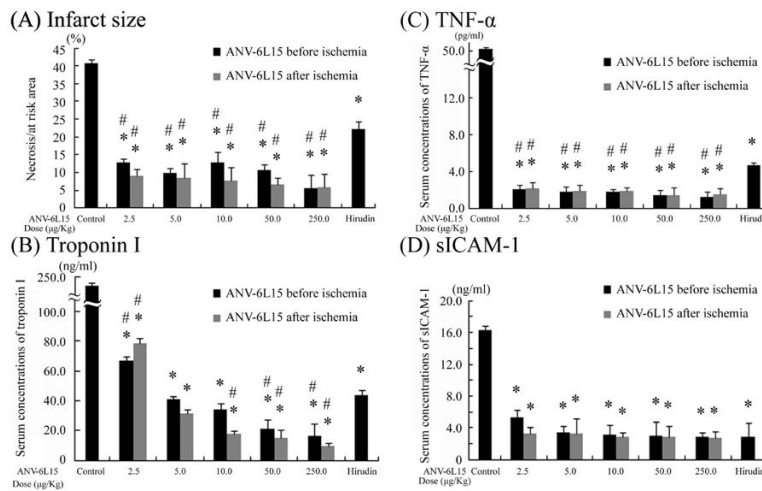 (A) Infarct size
(%)
ANV-6L15 before ischemia
ANV-6L15 after ischemia
Necrosis/at risk area
45
40
35
30
25
20
15
10
5
0
# # # # # # # # # #
* * * * * * * * * * *
ANV-6L15 Control 2.5 5.0 10.0 50.0 250.0 Hirudin
Dose (µg/Kg)
(B) Troponin I
(ng/ml)
ANV-6L15 before ischemia
ANV-6L15 after ischemia
Serum concentrations of troponin I
250.0
100.0
80.0
60.0
40.0
20.0
0.0
# # # # # # #
* * * * * * * * * * *
ANV-6L15 Control 2.5 5.0 10.0 50.0 250.0 Hirudin
Dose (µg/Kg)
(C) TNF-α
(pg/ml)
ANV-6L15 before ischemia
ANV-6L15 after ischemia
Serum concentrations of TNF-α
50.0
12.0
8.0
4.0
0.0
# # # # # # # # # #
* * * * * * * * * * *
ANV-6L15 Control 2.5 5.0 10.0 50.0 250.0 Hirudin
Dose (µg/Kg)
(D) sICAM-1
(ng/ml)
ANV-6L15 before ischemia
ANV-6L15 after ischemia
Serum concentrations of sICAM-1
20.0
16.0
12.0
8.0
4.0
0.0
* * * * * * * * * * *
ANV-6L15 Control 2.5 5.0 10.0 50.0 250.0 Hirudin
Dose (µg/Kg)